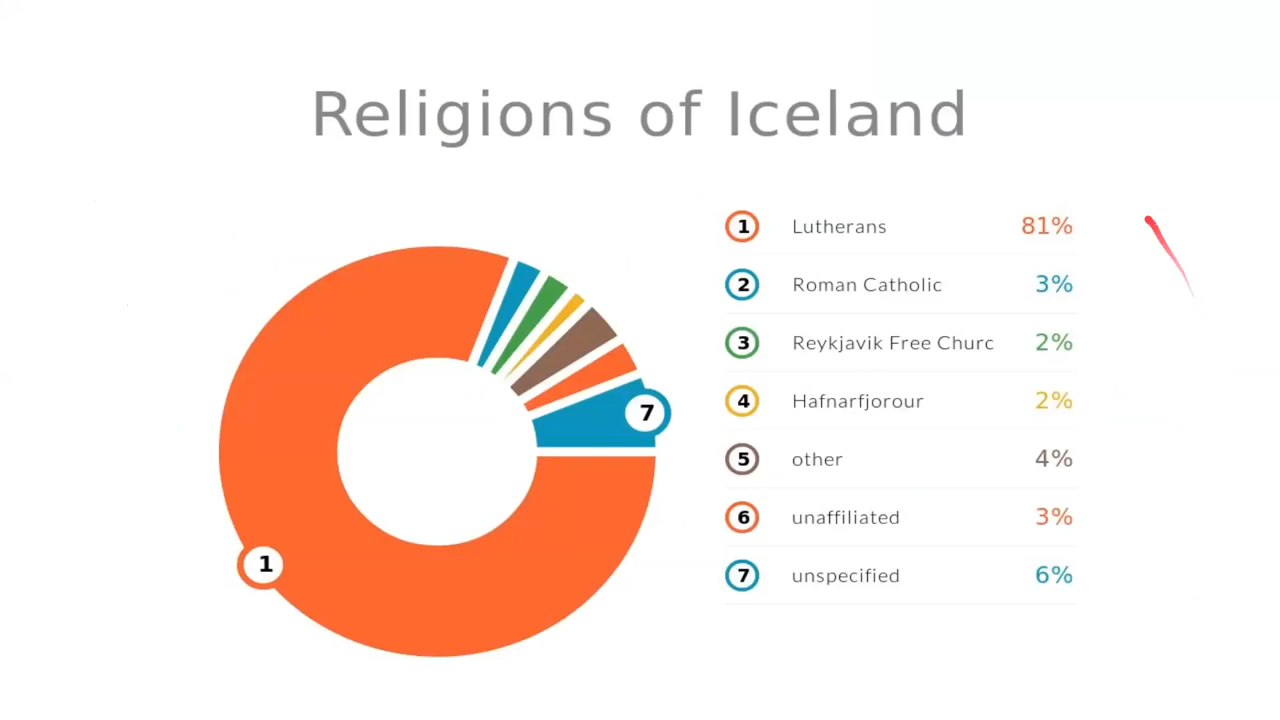 Religions of Iceland
1 Lutherans 81%
2 Roman Catholic 3%
3 Reykjavik Free Churc 2%
4 Hafnarfjorour 2%
5 other 4%
6 unaffiliated 3%
7 unspecified 6%
7
1